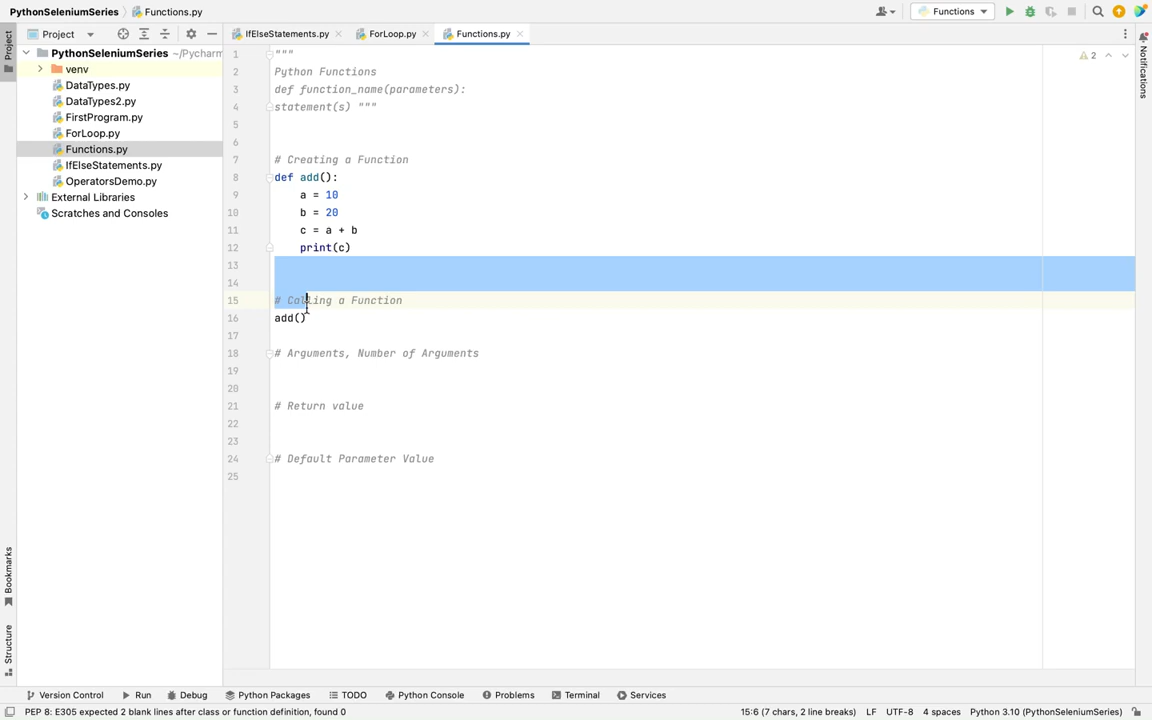 PythonSeleniumSeries Functions.py Functions
Project IfElseStatements.py ForLoop.py Functions.py
Project
Notifications
Bookmarks
Structure
PythonSeleniumSeries ~/Pycharm
venv
DataTypes.py
DataTypes2.py
FirstProgram.py
ForLoop.py
Functions.py
IfElseStatements.py
OperatorsDemo.py
External Libraries
Scratches and Consoles
2
1 """
2 Python Functions
3 def function_name(parameters):
4 statement(s) """
5
6
7 # Creating a Function
8 def add():
9 a = 10
10 b = 20
11 c = a + b
12 print(c)
13
14
15 # Calling a Function
16 add()
17
18 # Arguments, Number of Arguments
19
20
21 # Return value
22
23
24 # Default Parameter Value
25
Version Control Run Debug Python Packages TODO Python Console Problems Terminal Services
PEP 8: E305 expected 2 blank lines after class or function definition, found 0 15:6 (7 chars, 2 line breaks) LF UTF-8 4 spaces Python 3.10 (PythonSeleniumSeries)